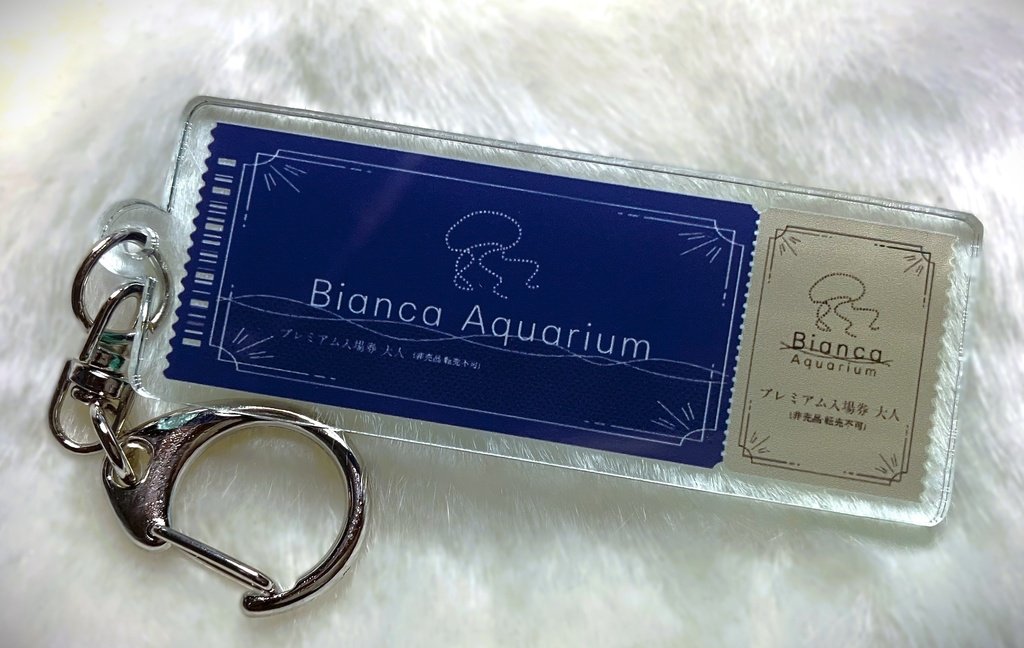 Bianca Aquarium
プレミアム入場券 大人 (非売品 転売不可)
Bianca
Aquarium
プレミアム入場券 大人
(非売品 転売不可)